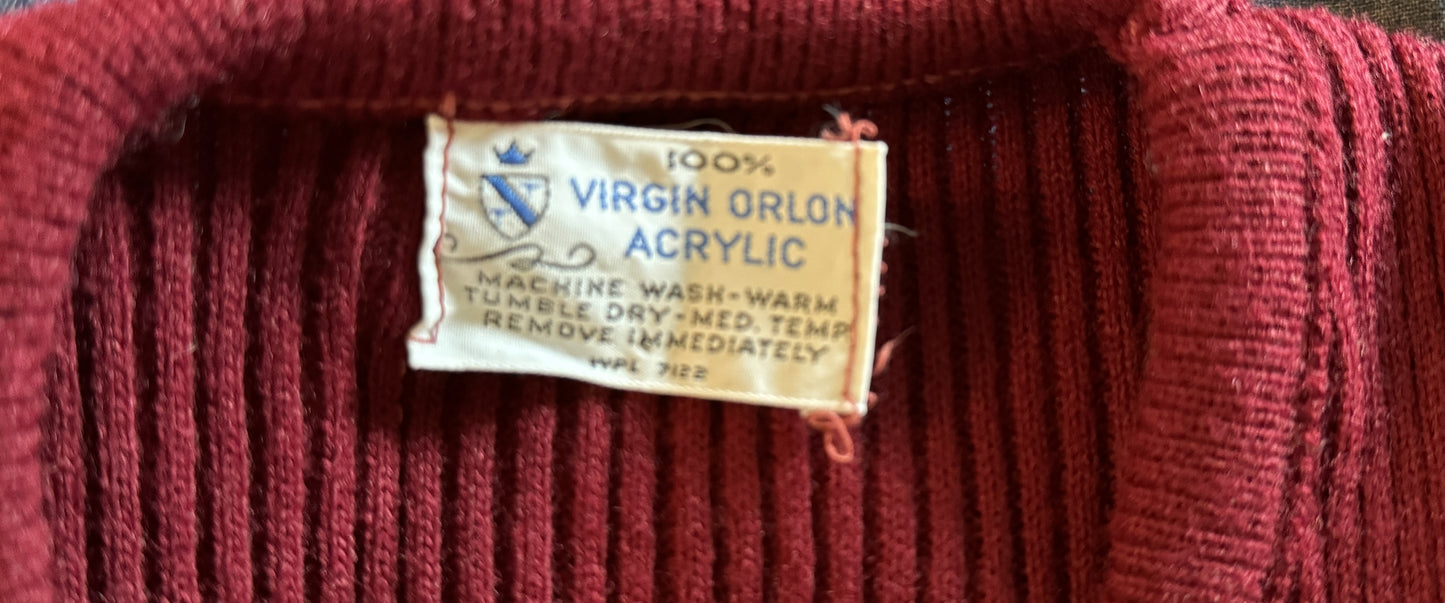 100%
VIRGIN ORLON
ACRYLIC
MACHINE WASH-WARM
TUMBLE DRY-MED. TEMP
REMOVE IMMEDIATELY
WPL 7122